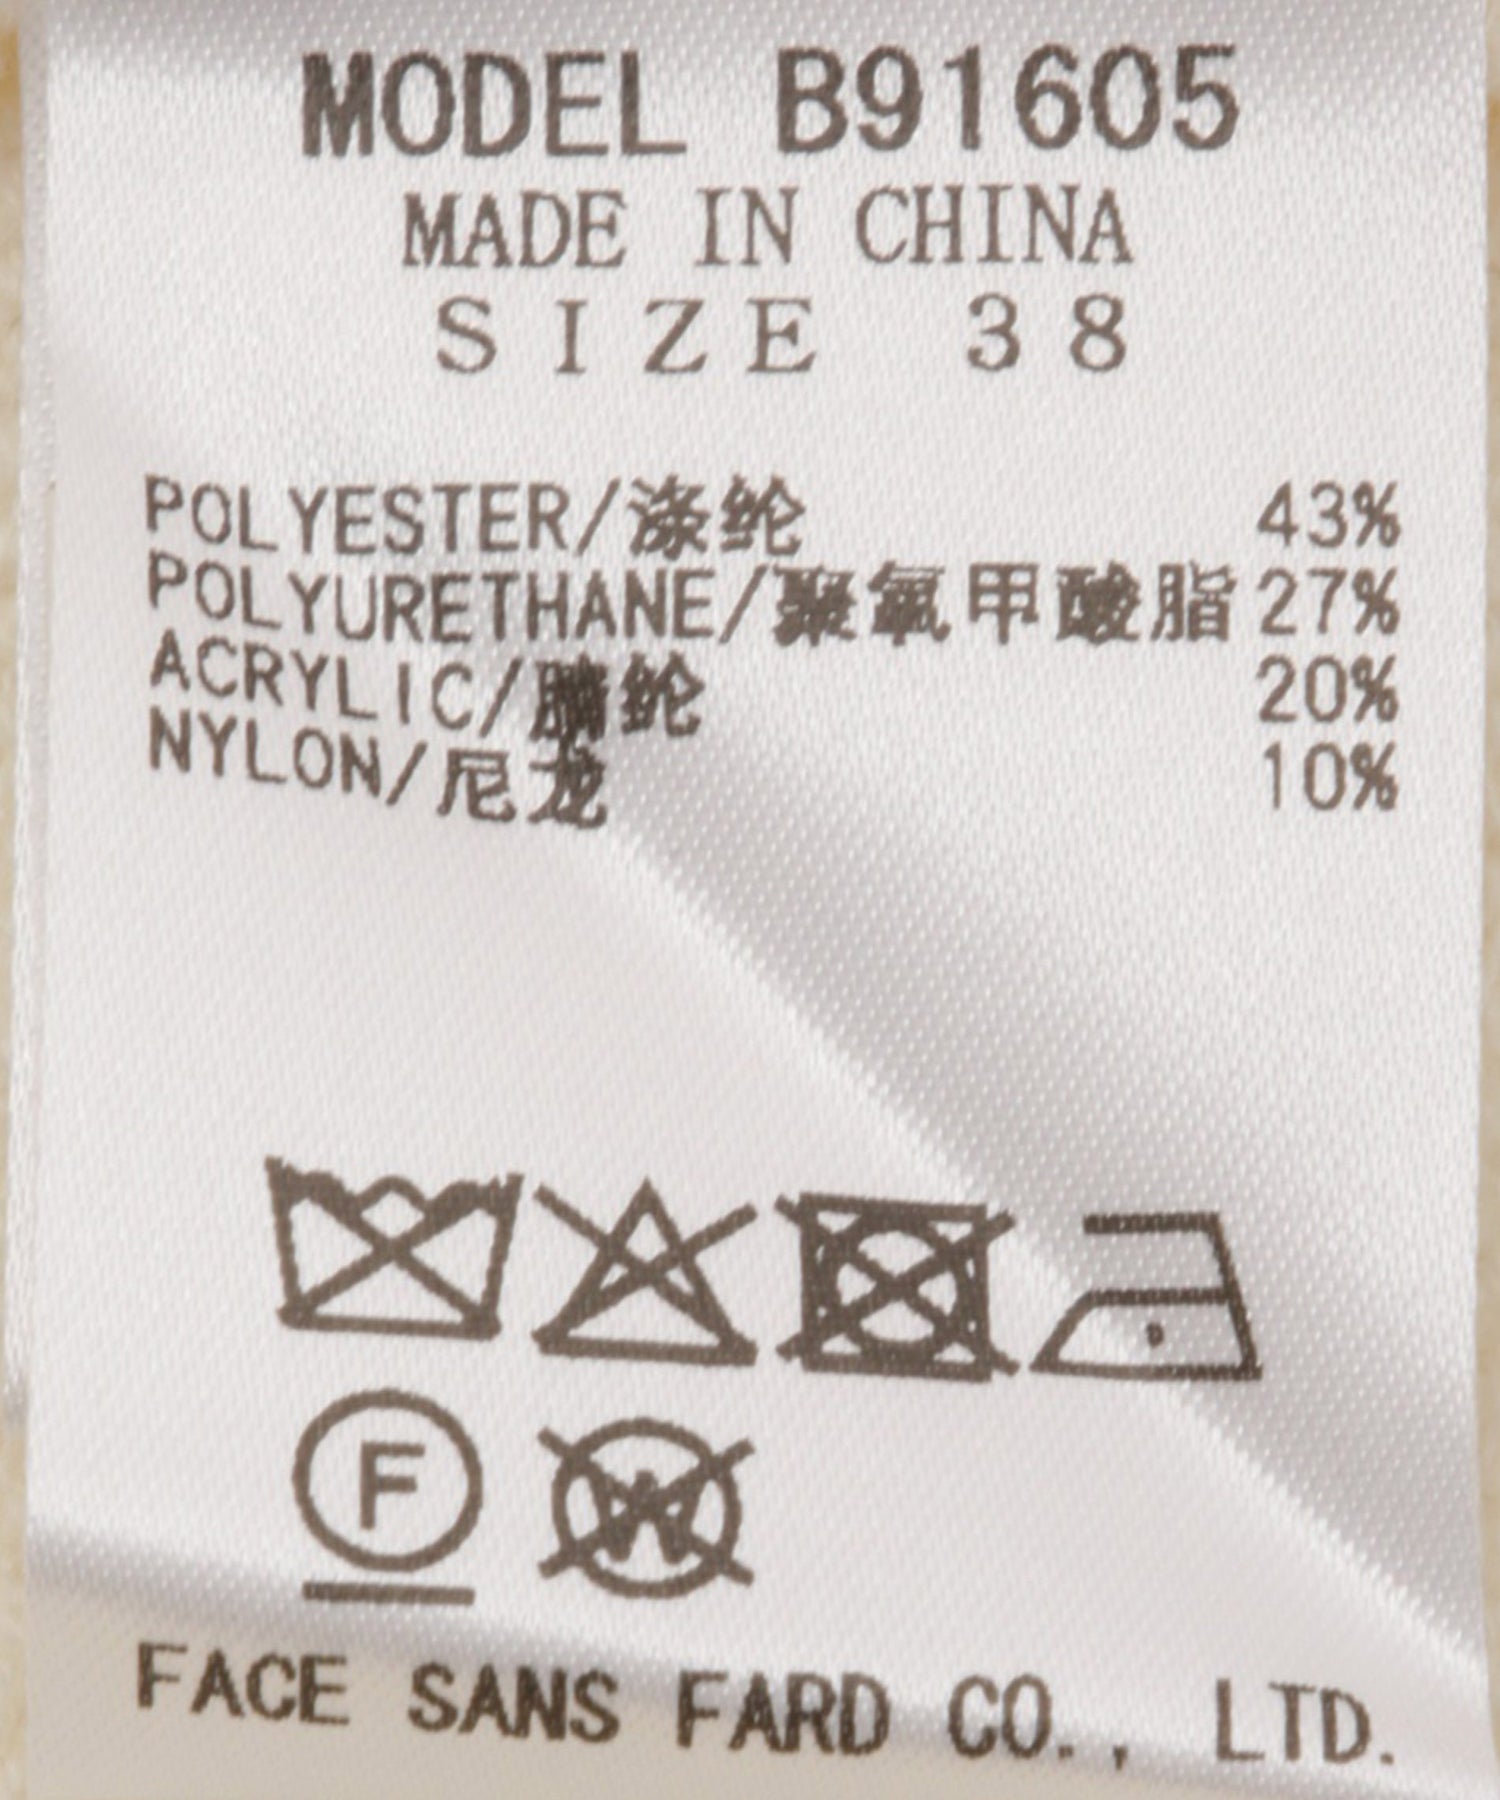 MODEL B91605
MADE IN CHINA
SIZE 38
POLYESTER/涤纶 43%
POLYURETHANE/聚氨甲酸脂 27%
ACRYLIC/腈纶 20%
NYLON/尼龙 10%
F W
FACE SANS FARD CO., LTD.